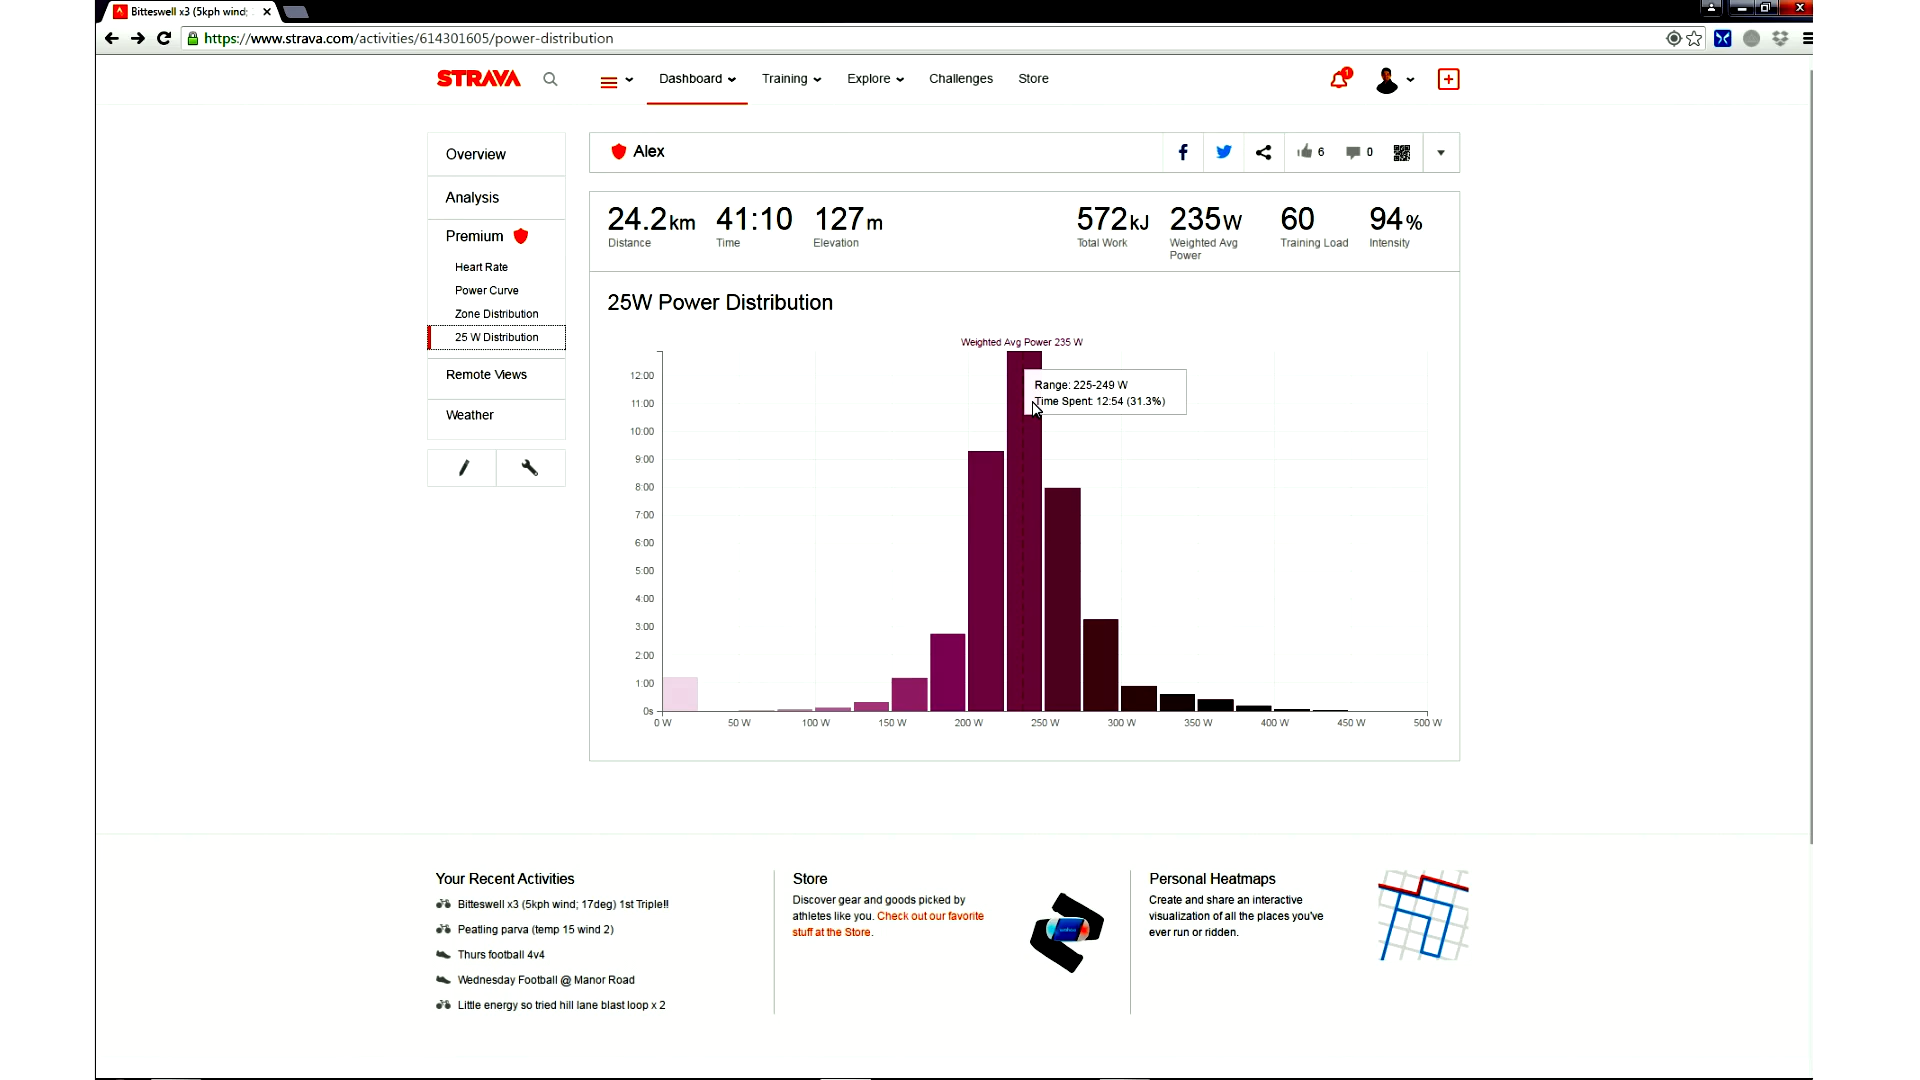 Bitteswell x3 (5kph wind;
https://www.strava.com/activities/614301605/power-distribution
STRAVA
Dashboard
Training
Explore
Challenges
Store
1
Overview
Analysis
Premium
Heart Rate
Power Curve
Zone Distribution
25 W Distribution
Remote Views
Weather
Alex
6
0
24.2km
Distance
41:10
Time
127m
Elevation
572kJ
Total Work
235W
Weighted Avg
Power
60
Training Load
94%
Intensity
25W Power Distribution
Weighted Avg Power 235 W
Range: 225-249 W
Time Spent: 12:54 (31.3%)
12:00
11:00
10:00
9:00
8:00
7:00
6:00
5:00
4:00
3:00
2:00
1:00
0s
0 W
50 W
100 W
150 W
200 W
250 W
300 W
350 W
400 W
450 W
500 W
Your Recent Activities
Bitteswell x3 (5kph wind; 17deg) 1st Triple!!
Peatling parva (temp 15 wind 2)
Thurs football 4v4
Wednesday Football @ Manor Road
Little energy so tried hill lane blast loop x 2
Store
Discover gear and goods picked by
athletes like you. Check out our favorite
stuff at the Store.
Personal Heatmaps
Create and share an interactive
visualization of all the places you've
ever run or ridden.